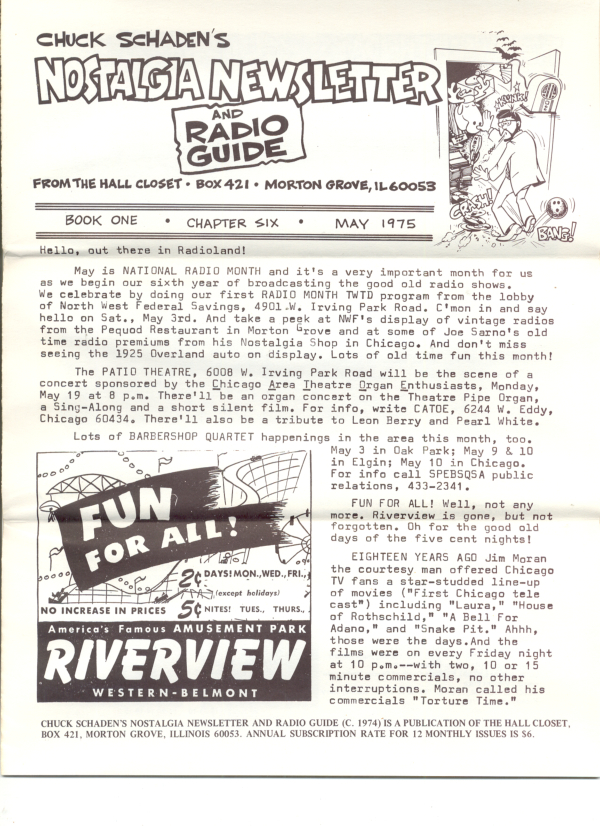 CHUCK SCHADEN'S
NOSTALGIA NEWSLETTER
AND
RADIO
GUIDE
FROM THE HALL CLOSET • BOX 421 • MORTON GROVE, IL 60053
CRASH!
BANG!
BOOK ONE • CHAPTER SIX • MAY 1975
Hello, out there in Radioland!
May is NATIONAL RADIO MONTH and it's a very important month for us
as we begin our sixth year of broadcasting the good old radio shows.
We celebrate by doing our first RADIO MONTH TWTD program from the lobby
of North West Federal Savings, 4901 W. Irving Park Road. C'mon in and say
hello on Sat., May 3rd. And take a peek at NWF's display of vintage radios
from the Pequod Restaurant in Morton Grove and at some of Joe Sarno's old
time radio premiums from his Nostalgia Shop in Chicago. And don't miss
seeing the 1925 Overland auto on display. Lots of old time fun this month!
The PATIO THEATRE, 6008 W. Irving Park Road will be the scene of a
concert sponsored by the Chicago Area Theatre Organ Enthusiasts, Monday,
May 19 at 8 p.m. There'll be an organ concert on the Theatre Pipe Organ,
a Sing-Along and a short silent film. For info, write CATOE, 6244 W. Eddy,
Chicago 60434. There'll also be a tribute to Leon Berry and Pearl White.
Lots of BARBERSHOP QUARTET happenings in the area this month, too.
May 3 in Oak Park; May 9 & 10
in Elgin; May 10 in Chicago.
For info call SPEBSQSA public
relations, 433-2341.
FUN FOR ALL! Well, not any
more. Riverview is gone, but not
forgotten. Oh for the good old
days of the five cent nights!
EIGHTEEN YEARS AGO Jim Moran
the courtesy man offered Chicago
TV fans a star-studded line-up
of movies ("First Chicago tele
cast") including "Laura," "House
of Rothschild," "A Bell For
Adano," and "Snake Pit." Ahhh,
those were the days.And the
films were on every Friday night
at 10 p.m.--with two, 10 or 15
minute commercials, no other
interruptions. Moran called his
commercials "Torture Time."
FUN
FOR ALL!
2¢ DAYS! MON., WED., FRI.,
(except holidays)
NO INCREASE IN PRICES 5¢ NITES! TUES., THURS.,
America's Famous AMUSEMENT PARK
RIVERVIEW
WESTERN-BELMONT
CHUCK SCHADEN'S NOSTALGIA NEWSLETTER AND RADIO GUIDE (C. 1974) IS A PUBLICATION OF THE HALL CLOSET,
BOX 421, MORTON GROVE, ILLINOIS 60053. ANNUAL SUBSCRIPTION RATE FOR 12 MONTHLY ISSUES IS $6.